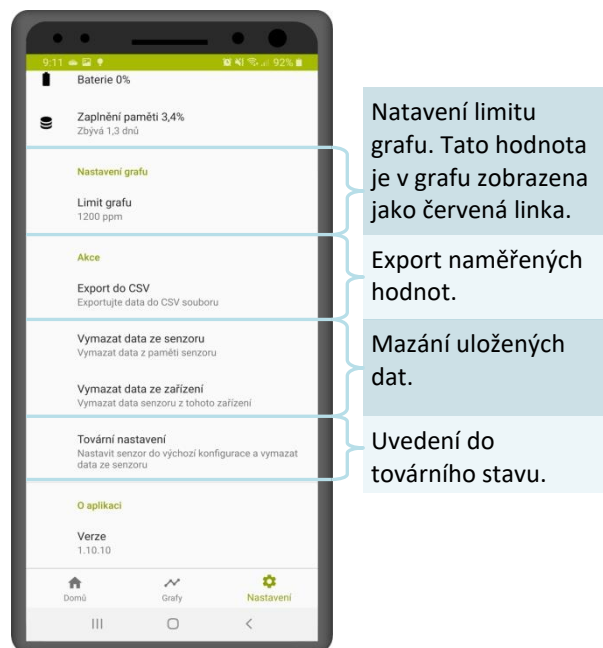 9:11
92%
Baterie 0%
Zaplnění paměti 3,4%
Zbývá 1,3 dnů
Nastavení grafu
Limit grafu
1200 ppm
Akce
Export do CSV
Exportujte data do CSV souboru
Vymazat data ze senzoru
Vymazat data z paměti senzoru
Vymazat data ze zařízení
Vymazat data senzoru z tohoto zařízení
Tovární nastavení
Nastavit senzor do výchozí konfigurace a vymazat
data ze senzoru
O aplikaci
Verze
1.10.10
Domů
Grafy
Nastavení
Natavení limitu
grafu. Tato hodnota
je v grafu zobrazena
jako červená linka.
Export naměřených
hodnot.
Mazání uložených
dat.
Uvedení do
továrního stavu.